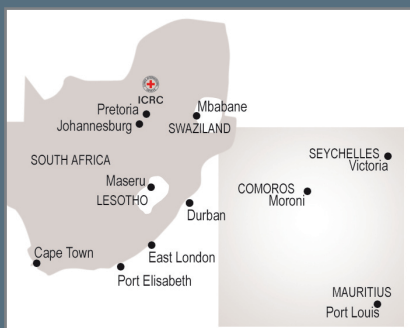 ICRC
Pretoria
Johannesburg
Mbabane
SWAZILAND
SOUTH AFRICA
Maseru
LESOTHO
Durban
Cape Town
East London
Port Elisabeth
SEYCHELLES
Victoria
COMOROS
Moroni
MAURITIUS
Port Louis